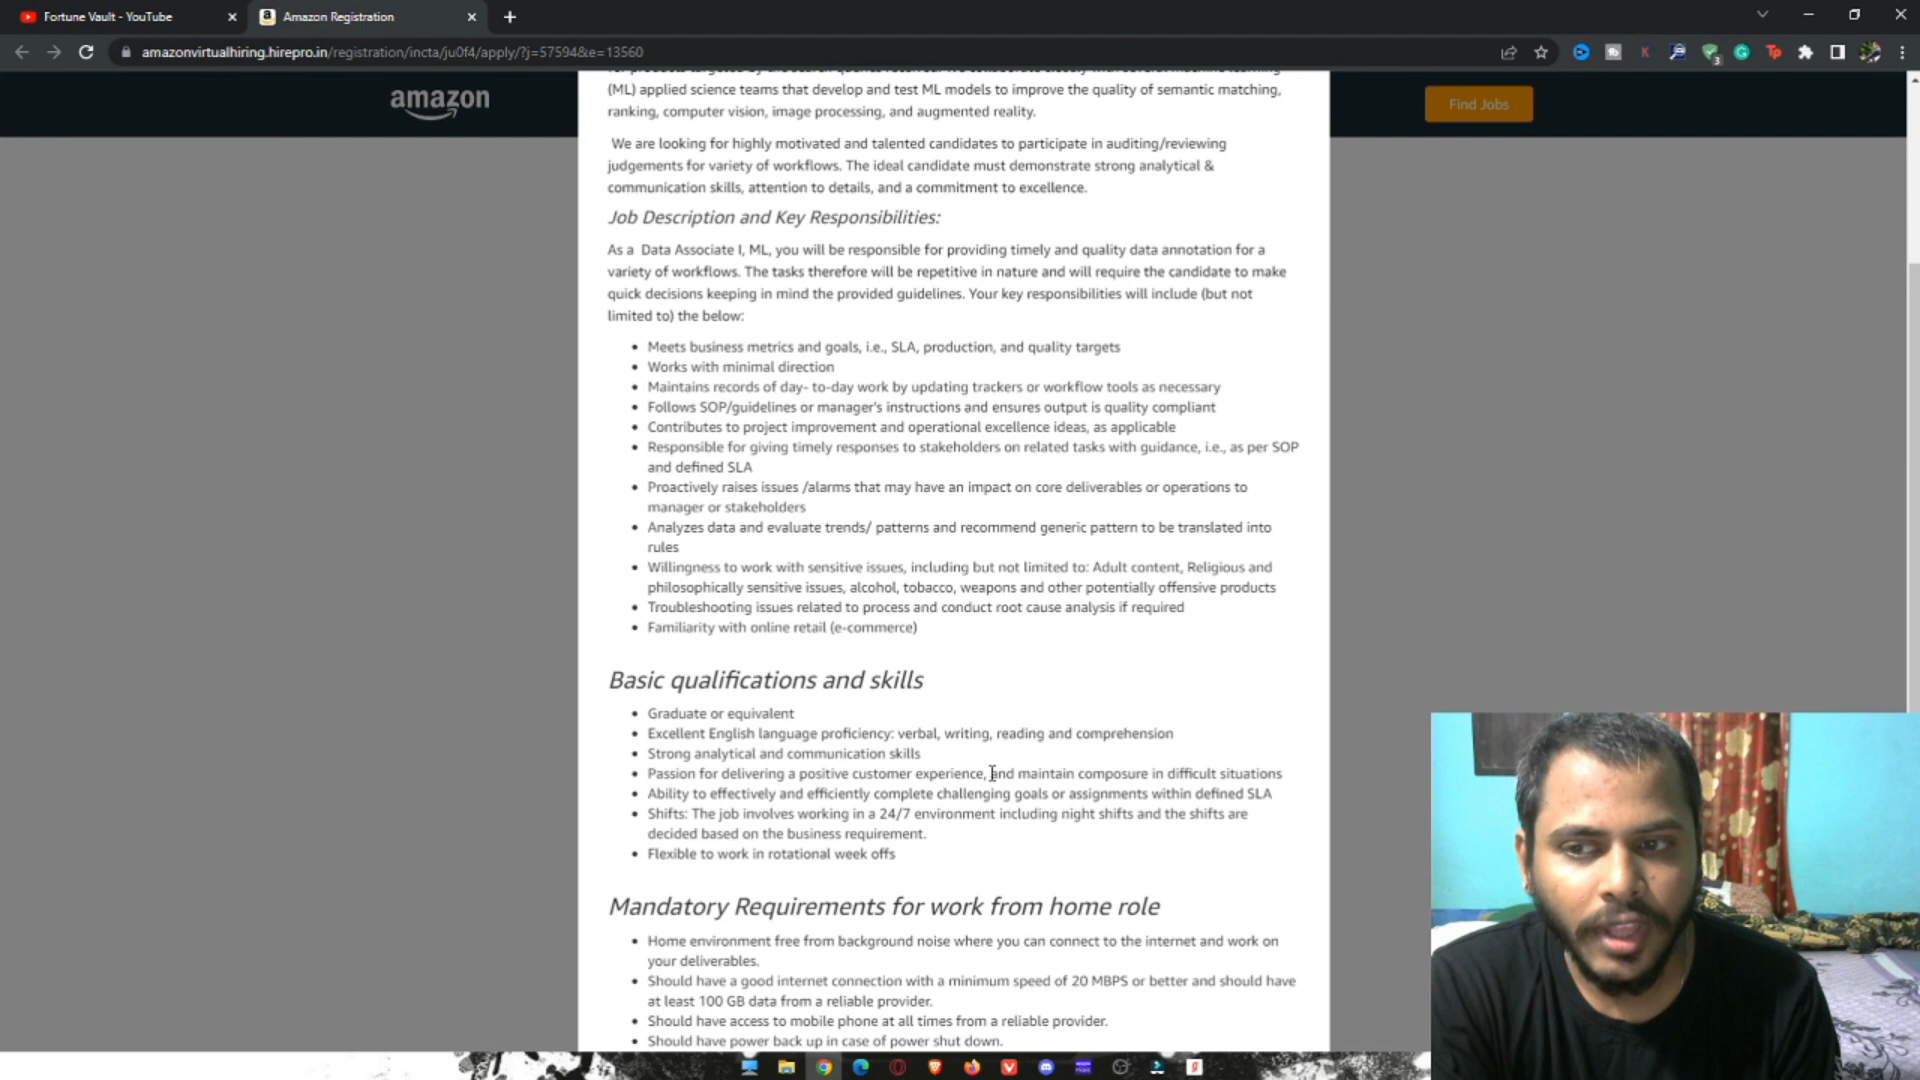 Fortune Vault - YouTube
Amazon Registration
amazonvirtualhiring.hirepro.in/registration/incta/ju0f4/apply/?j=57594&e=13560
amazon
Find Jobs
(ML) applied science teams that develop and test ML models to improve the quality of semantic matching,
ranking, computer vision, image processing, and augmented reality.
We are looking for highly motivated and talented candidates to participate in auditing/reviewing
judgements for variety of workflows. The ideal candidate must demonstrate strong analytical &
communication skills, attention to details, and a commitment to excellence.
Job Description and Key Responsibilities:
As a Data Associate I, ML, you will be responsible for providing timely and quality data annotation for a
variety of workflows. The tasks therefore will be repetitive in nature and will require the candidate to make
quick decisions keeping in mind the provided guidelines. Your key responsibilities will include (but not
limited to) the below:
• Meets business metrics and goals, i.e., SLA, production, and quality targets
• Works with minimal direction
• Maintains records of day- to-day work by updating trackers or workflow tools as necessary
• Follows SOP/guidelines or manager's instructions and ensures output is quality compliant
• Contributes to project improvement and operational excellence ideas, as applicable
• Responsible for giving timely responses to stakeholders on related tasks with guidance, i.e., as per SOP
and defined SLA
• Proactively raises issues /alarms that may have an impact on core deliverables or operations to
manager or stakeholders
• Analyzes data and evaluate trends/ patterns and recommend generic pattern to be translated into
rules
• Willingness to work with sensitive issues, including but not limited to: Adult content, Religious and
philosophically sensitive issues, alcohol, tobacco, weapons and other potentially offensive products
• Troubleshooting issues related to process and conduct root cause analysis if required
• Familiarity with online retail (e-commerce)
Basic qualifications and skills
• Graduate or equivalent
• Excellent English language proficiency: verbal, writing, reading and comprehension
• Strong analytical and communication skills
• Passion for delivering a positive customer experience, and maintain composure in difficult situations
• Ability to effectively and efficiently complete challenging goals or assignments within defined SLA
• Shifts: The job involves working in a 24/7 environment including night shifts and the shifts are
decided based on the business requirement.
• Flexible to work in rotational week offs
Mandatory Requirements for work from home role
• Home environment free from background noise where you can connect to the internet and work on
your deliverables.
• Should have a good internet connection with a minimum speed of 20 MBPS or better and should have
at least 100 GB data from a reliable provider.
• Should have access to mobile phone at all times from a reliable provider.
• Should have power back up in case of power shut down.